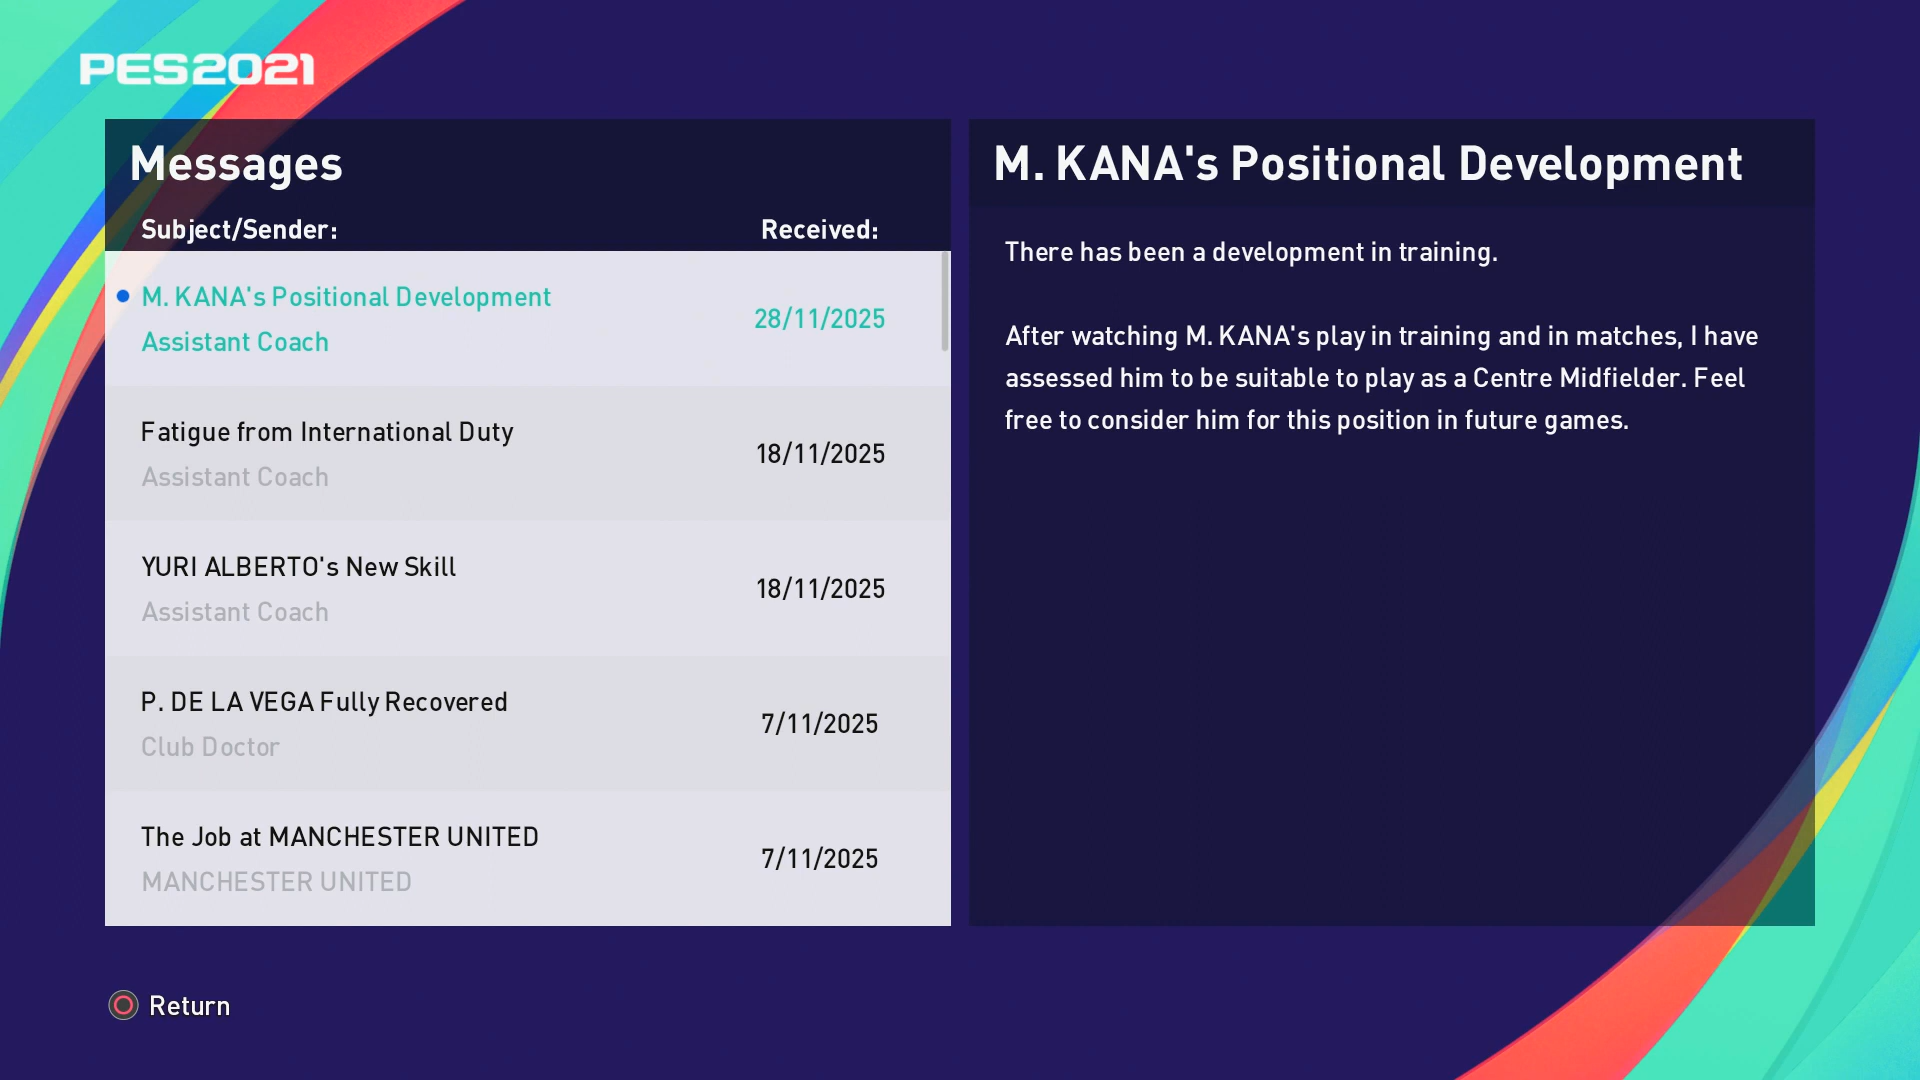 PES2021
Messages
Subject/Sender:
Received:
M. KANA's Positional Development
Assistant Coach
28/11/2025
Fatigue from International Duty
Assistant Coach
18/11/2025
YURI ALBERTO's New Skill
Assistant Coach
18/11/2025
P. DE LA VEGA Fully Recovered
Club Doctor
7/11/2025
The Job at MANCHESTER UNITED
MANCHESTER UNITED
7/11/2025
M. KANA's Positional Development
There has been a development in training.
After watching M. KANA's play in training and in matches, I have
assessed him to be suitable to play as a Centre Midfielder. Feel
free to consider him for this position in future games.
Return